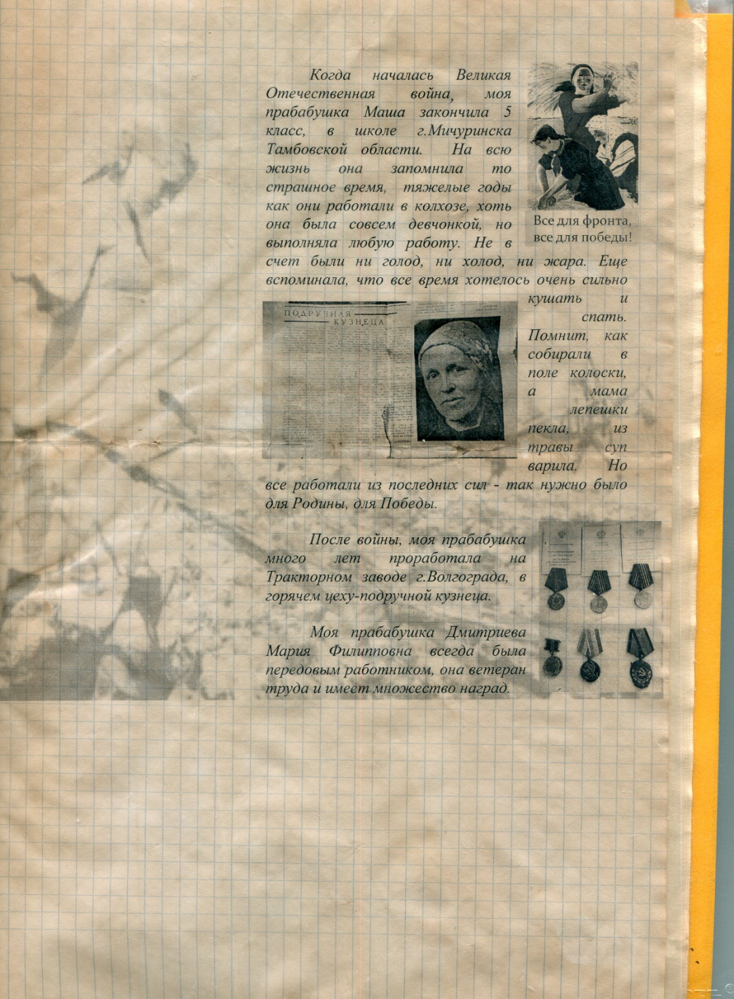 Когда началась Великая
Отечественная война, моя
прабабушка Маша закончила 5
класс, в школе г.Мичуринска
Тамбовской области. На всю
жизнь она запомнила то
страшное время, тяжелые годы
как они работали в колхозе, хоть
она была совсем девчонкой, но
выполняла любую работу. Не в
Все для фронта,
все для победы!
счет были ни голод, ни холод, ни жара. Еще
вспоминала, что все время хотелось очень сильно
кушать и
спать.
Помнит, как
собирали в
поле колоски,
а мама
лепешки
пекла, из
травы суп
варила. Но
ПОДРУЧНАЯ
КУЗНЕЦА
все работали из последних сил - так нужно было
для Родины, для Победы.
После войны, моя прабабушка
много лет проработала на
Тракторном заводе г.Волгограда, в
горячем цеху-подручной кузнеца.
Моя прабабушка Дмитриева
Мария Филипповна всегда была
передовым работником, она ветеран
труда и имеет множество наград.